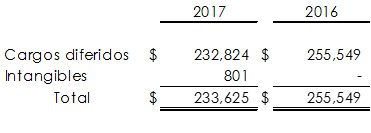 2017 2016
Cargos diferidos $ 232,824 $ 255,549
Intangibles 801 -
Total $ 233,625 $ 255,549